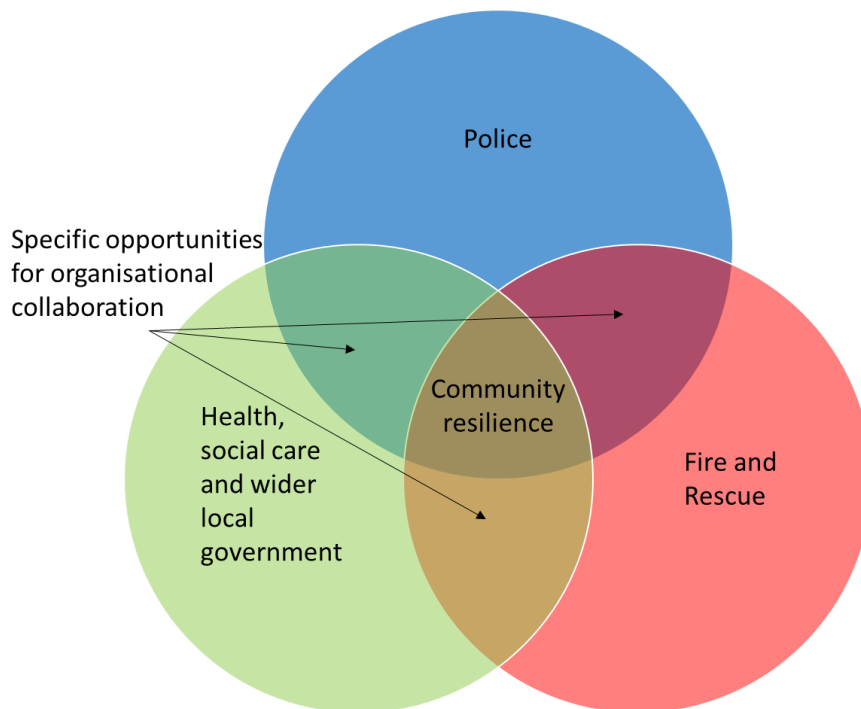 Police
Specific opportunities
for organisational
collaboration
Community
resilience
Health,
social care
and wider
local
government
Fire and
Rescue